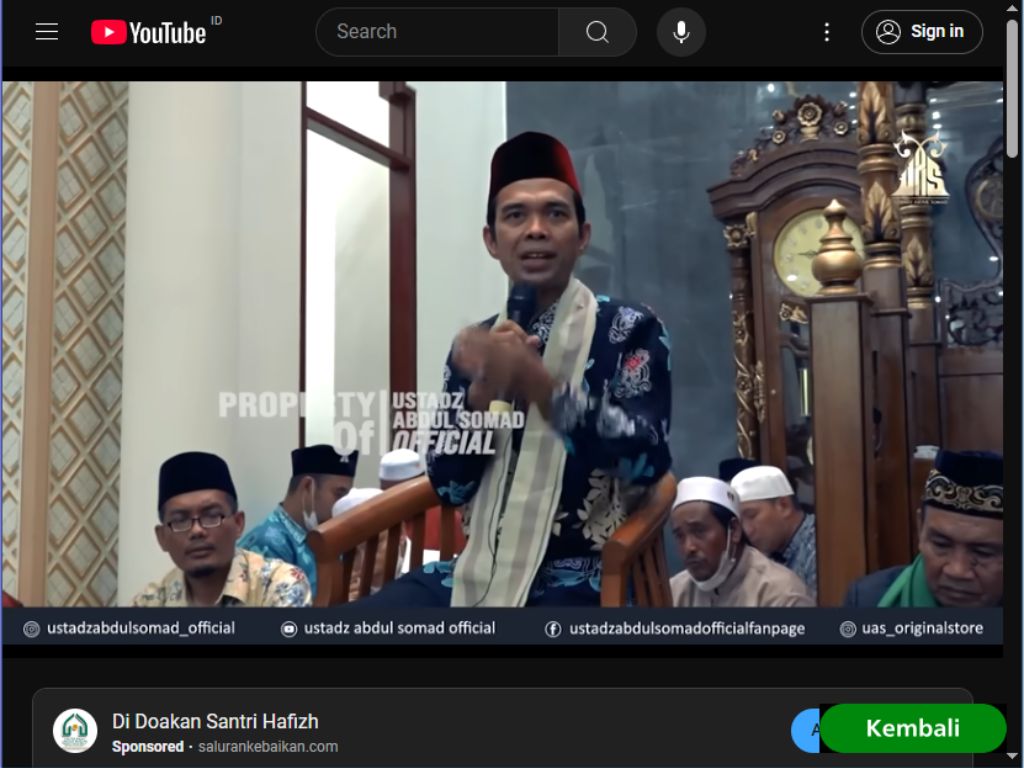 YouTube ID
Search
Sign in
UAS
PROPERTY Of USTADZ ABDUL SOMAD OFFICIAL
ustadzabdulsomad_official
ustadz abdul somad official
ustadzabdulsomadofficialfanpage
uas_originalstore
Di Doakan Santri Hafizh
Sponsored · salurankebaikan.com
Kembali